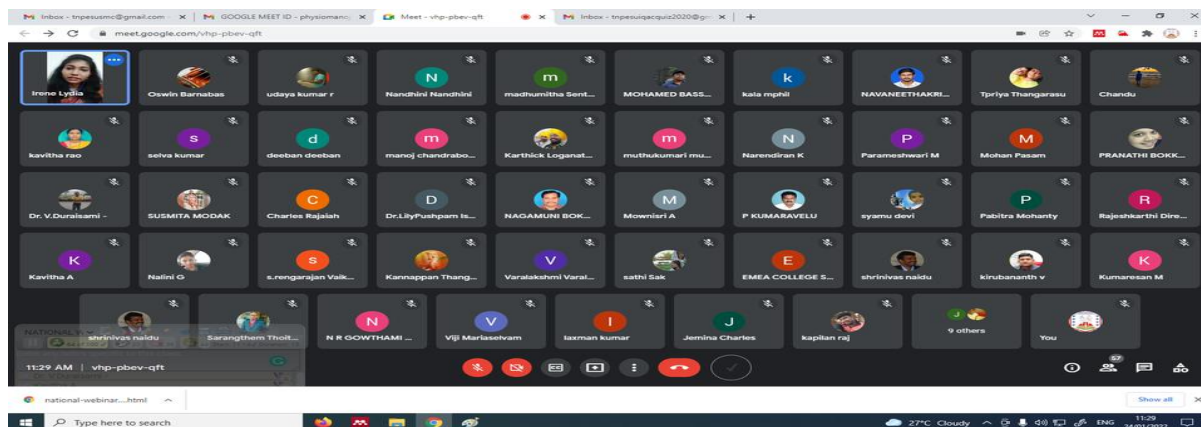 Inbox - tnpesusmc@gmail.com -
GOOGLE MEET ID - physiomano
Meet - vhp-pbev-qft
Inbox - tnpesuiqacquiz2020@g
meet.google.com/vhp-pbev-qft
Irene Lydia
Oswin Barnabas
udaya kumar r
N
Nandhini Nandhini
m
madhumitha Sent...
MOHAMED BASS...
k
kala mphil
NAVANEETHAKRI...
Tpriya Thangarasu
Chandu
kavitha rao
s
selva kumar
d
deeban deeban
m
manoj chandrabo...
Karthick Loganat...
m
muthukumari mu...
N
Narendiran K
P
Parameshwari M
M
Mohan Pasam
PRANATHI BOKK...
Dr. V.Duraisami -
SUSMITA MODAK
C
Charles Rajaiah
D
Dr.LilyPushpam Is...
NAGAMUNI BOK...
M
Mownisri A
P KUMARAVELU
syamu devi
P
Pabitra Mohanty
R
Rajeshkarthi Dire...
K
Kavitha A
Nalini G
s
s.rengarajan Vaik...
Kannappan Thang...
V
Varalakshmi Varal...
sathi Sak
E
EMEA COLLEGE S...
shrinivas naidu
kirubananth v
K
Kumaresan M
shrinivas naidu
Sarangthem Thoit...
N
N R GOWTHAMI ...
V
Viji Mariaselvam
l
laxman kumar
J
Jemina Charles
kapilan raj
J
9 others
You
NATIONAL
11:29 AM | vhp-pbev-qft
57
national-webinar....html
Show all
Type here to search
27°C Cloudy
ENG
11:29
24/01/2022